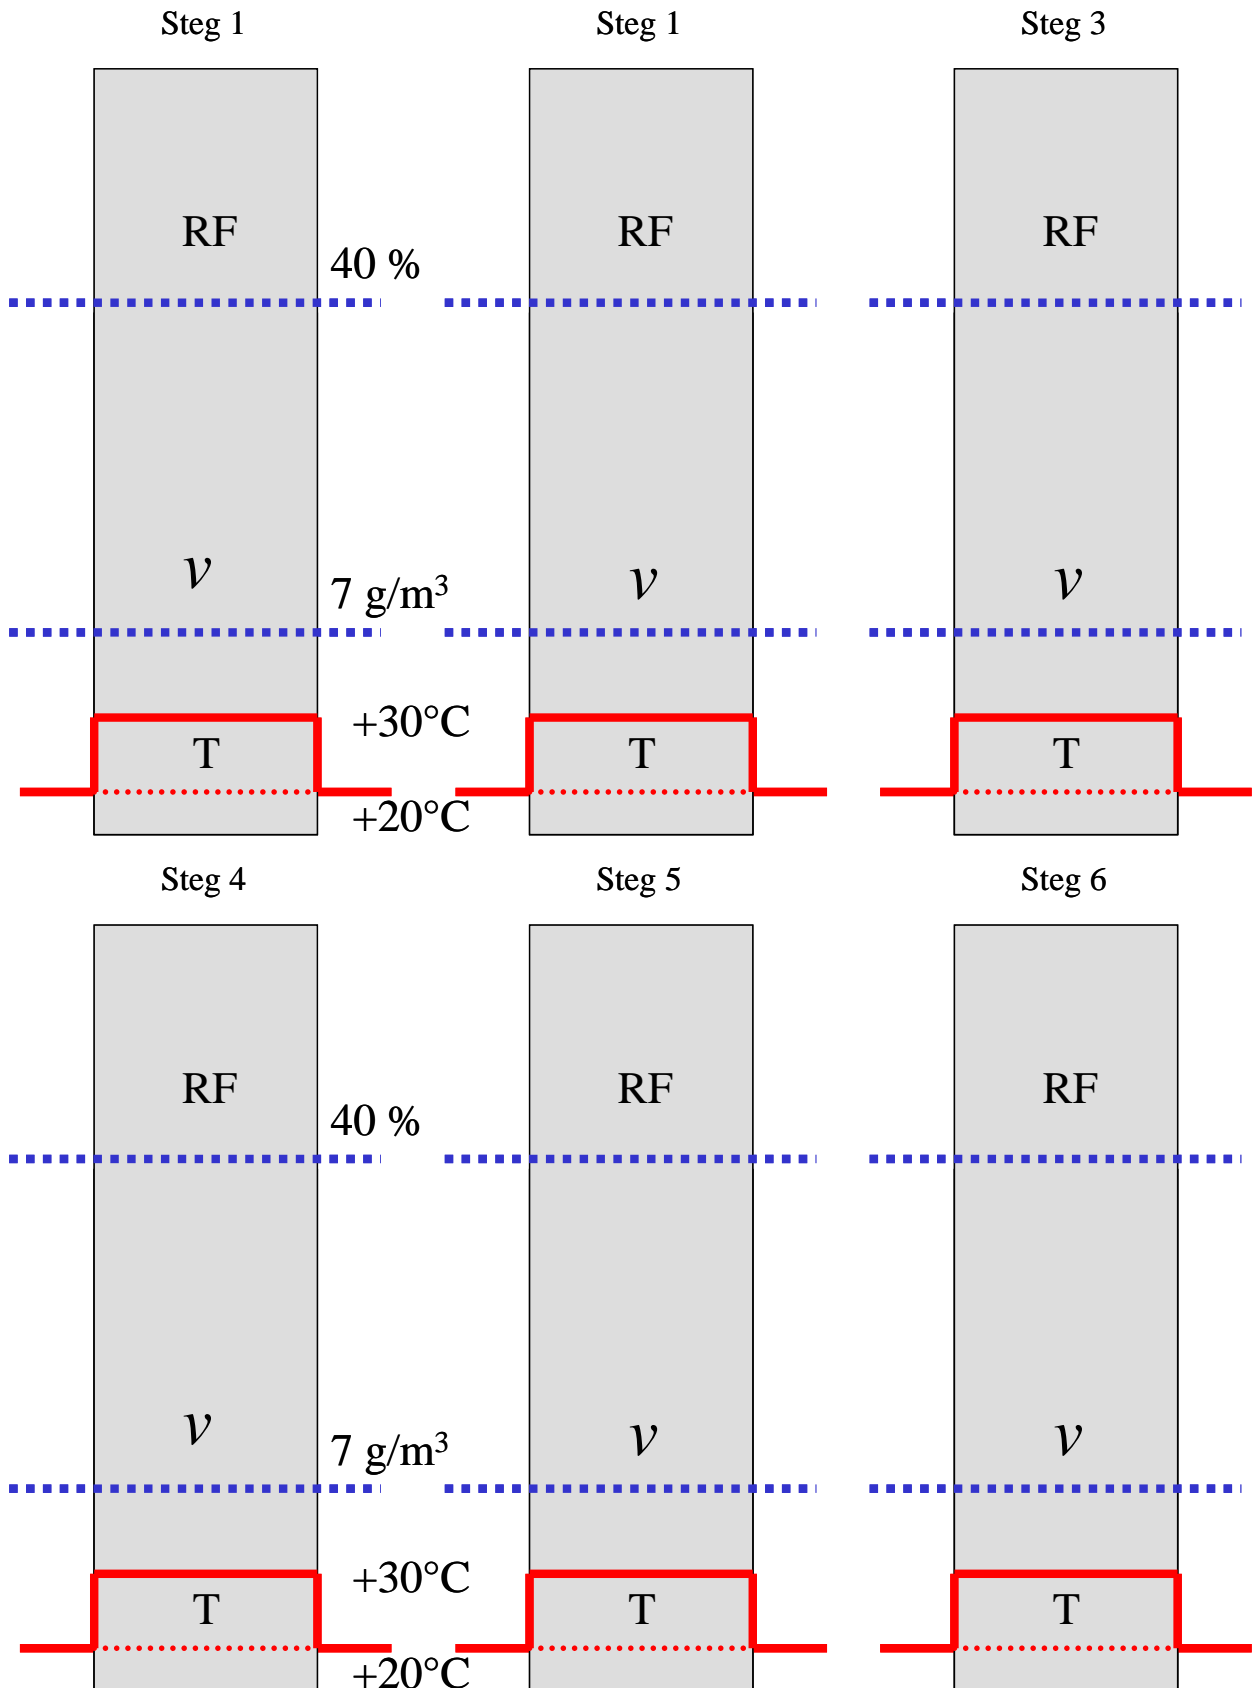 Steg 1
Steg 1
Steg 3
RF
40 %
RF
RF
ν
7 g/m³
ν
ν
+30°C
T
T
T
+20°C
Steg 4
Steg 5
Steg 6
RF
40 %
RF
RF
ν
7 g/m³
ν
ν
+30°C
T
T
T
+20°C